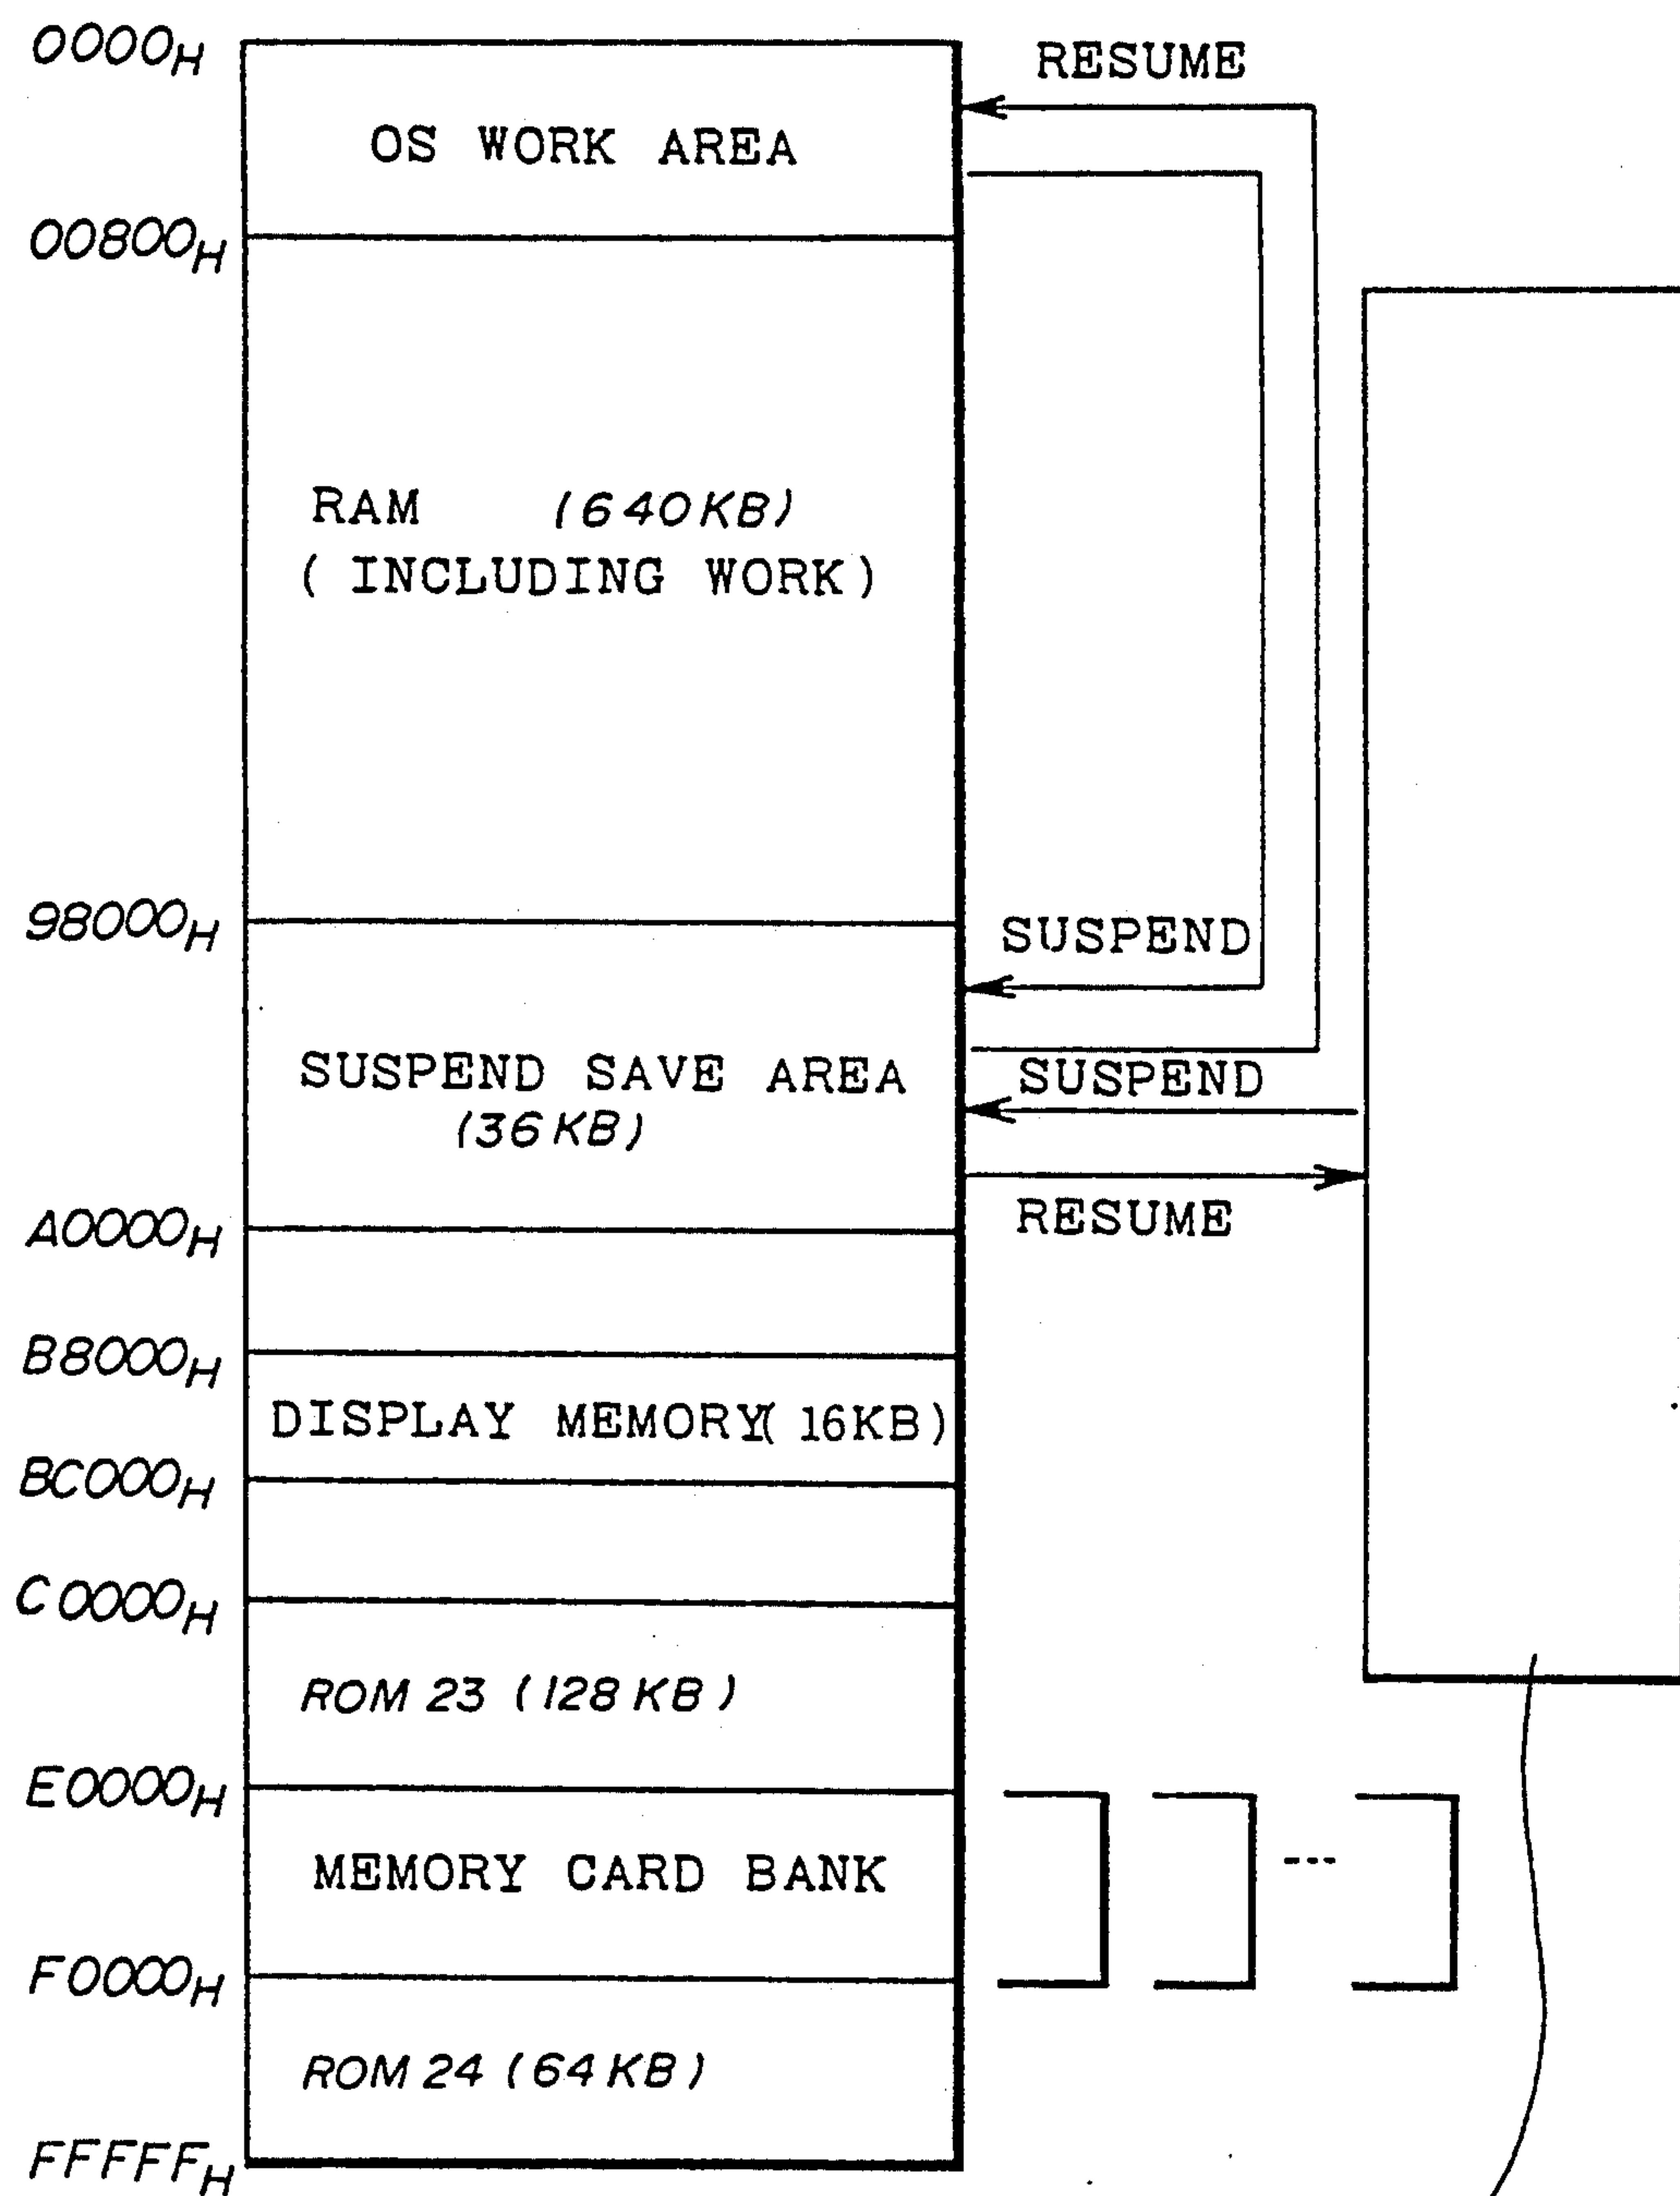 0000H
RESUME
OS WORK AREA
00800H
RAM (640KB)
( INCLUDING WORK )
98000H
SUSPEND
SUSPEND SAVE AREA
(36KB)
SUSPEND
RESUME
A0000H
B8000H
DISPLAY MEMORY( 16KB)
BC000H
C0000H
ROM 23 (128 KB)
E0000H
MEMORY CARD BANK
F0000H
ROM 24 (64 KB)
FFFFFH